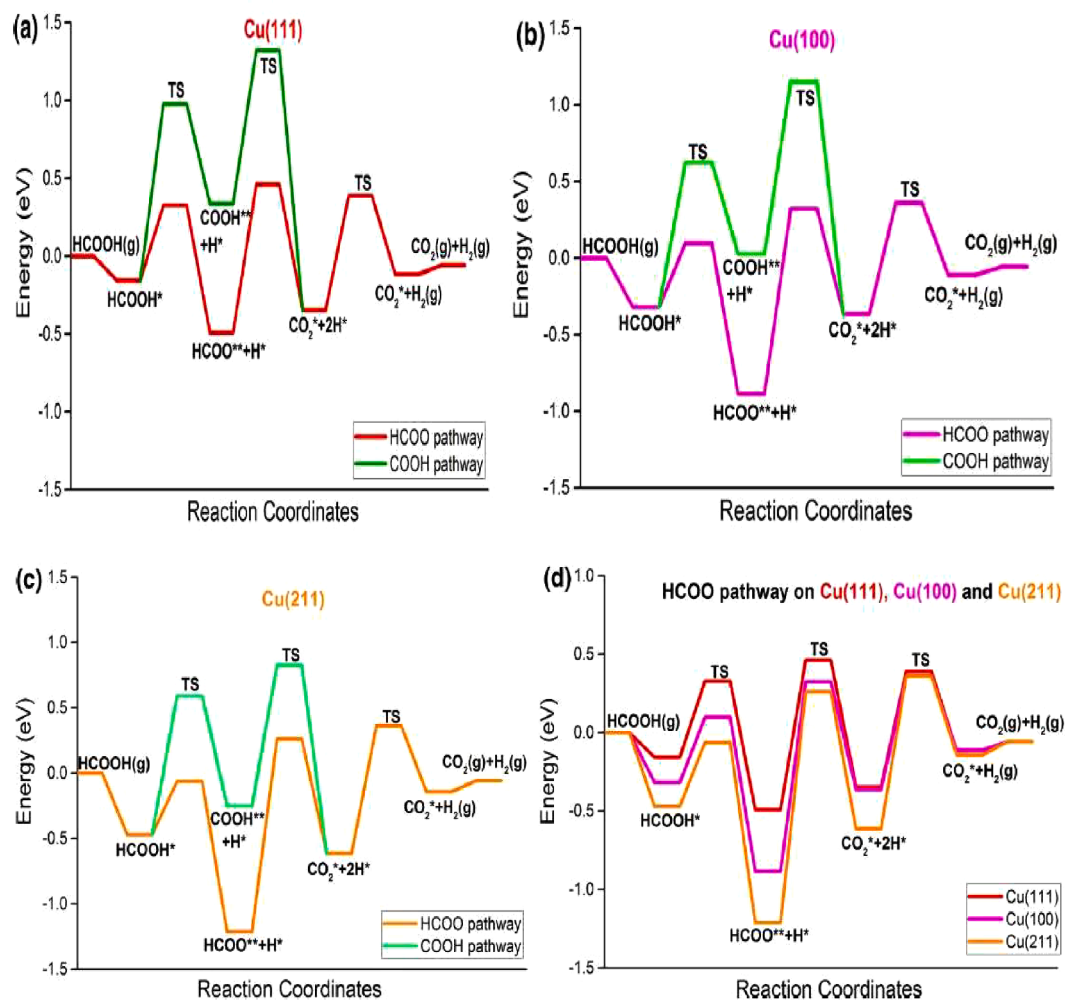 (a)
Cu(111)
Energy (eV)
1.5
1.0
0.5
0.0
-0.5
-1.0
-1.5
HCOOH(g)
HCOOH*
TS
COOH**
+H*
HCOO**+H*
TS
CO₂*+2H*
TS
CO₂*+H₂(g)
CO₂(g)+H₂(g)
HCOO pathway
COOH pathway
Reaction Coordinates
(b)
Cu(100)
Energy (eV)
1.5
1.0
0.5
0.0
-0.5
-1.0
-1.5
HCOOH(g)
HCOOH*
TS
COOH**
+H*
HCOO**+H*
TS
CO₂*+2H*
TS
CO₂*+H₂(g)
CO₂(g)+H₂(g)
HCOO pathway
COOH pathway
Reaction Coordinates
(c)
Cu(211)
Energy (eV)
1.5
1.0
0.5
0.0
-0.5
-1.0
-1.5
HCOOH(g)
HCOOH*
TS
COOH**
+H*
HCOO**+H*
TS
CO₂*+2H*
TS
CO₂*+H₂(g)
CO₂(g)+H₂(g)
HCOO pathway
COOH pathway
Reaction Coordinates
(d)
HCOO pathway on Cu(111), Cu(100) and Cu(211)
Energy (eV)
1.0
0.5
0.0
-0.5
-1.0
-1.5
HCOOH(g)
HCOOH*
TS
HCOO**+H*
TS
CO₂*+2H*
TS
CO₂*+H₂(g)
CO₂(g)+H₂(g)
Cu(111)
Cu(100)
Cu(211)
Reaction Coordinates